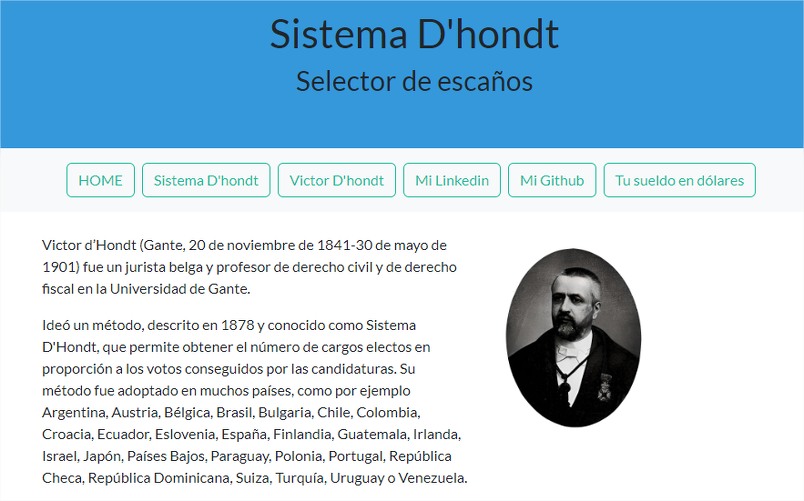 Sistema D'hondt
Selector de escaños
HOME
Sistema D'hondt
Victor D'hondt
Mi Linkedin
Mi Github
Tu sueldo en dólares
Victor d’Hondt (Gante, 20 de noviembre de 1841-30 de mayo de
1901) fue un jurista belga y profesor de derecho civil y de derecho
fiscal en la Universidad de Gante.
Ideó un método, descrito en 1878 y conocido como Sistema
D'Hondt, que permite obtener el número de cargos electos en
proporción a los votos conseguidos por las candidaturas. Su
método fue adoptado en muchos países, como por ejemplo
Argentina, Austria, Bélgica, Brasil, Bulgaria, Chile, Colombia,
Croacia, Ecuador, Eslovenia, España, Finlandia, Guatemala, Irlanda,
Israel, Japón, Países Bajos, Paraguay, Polonia, Portugal, República
Checa, República Dominicana, Suiza, Turquía, Uruguay o Venezuela.